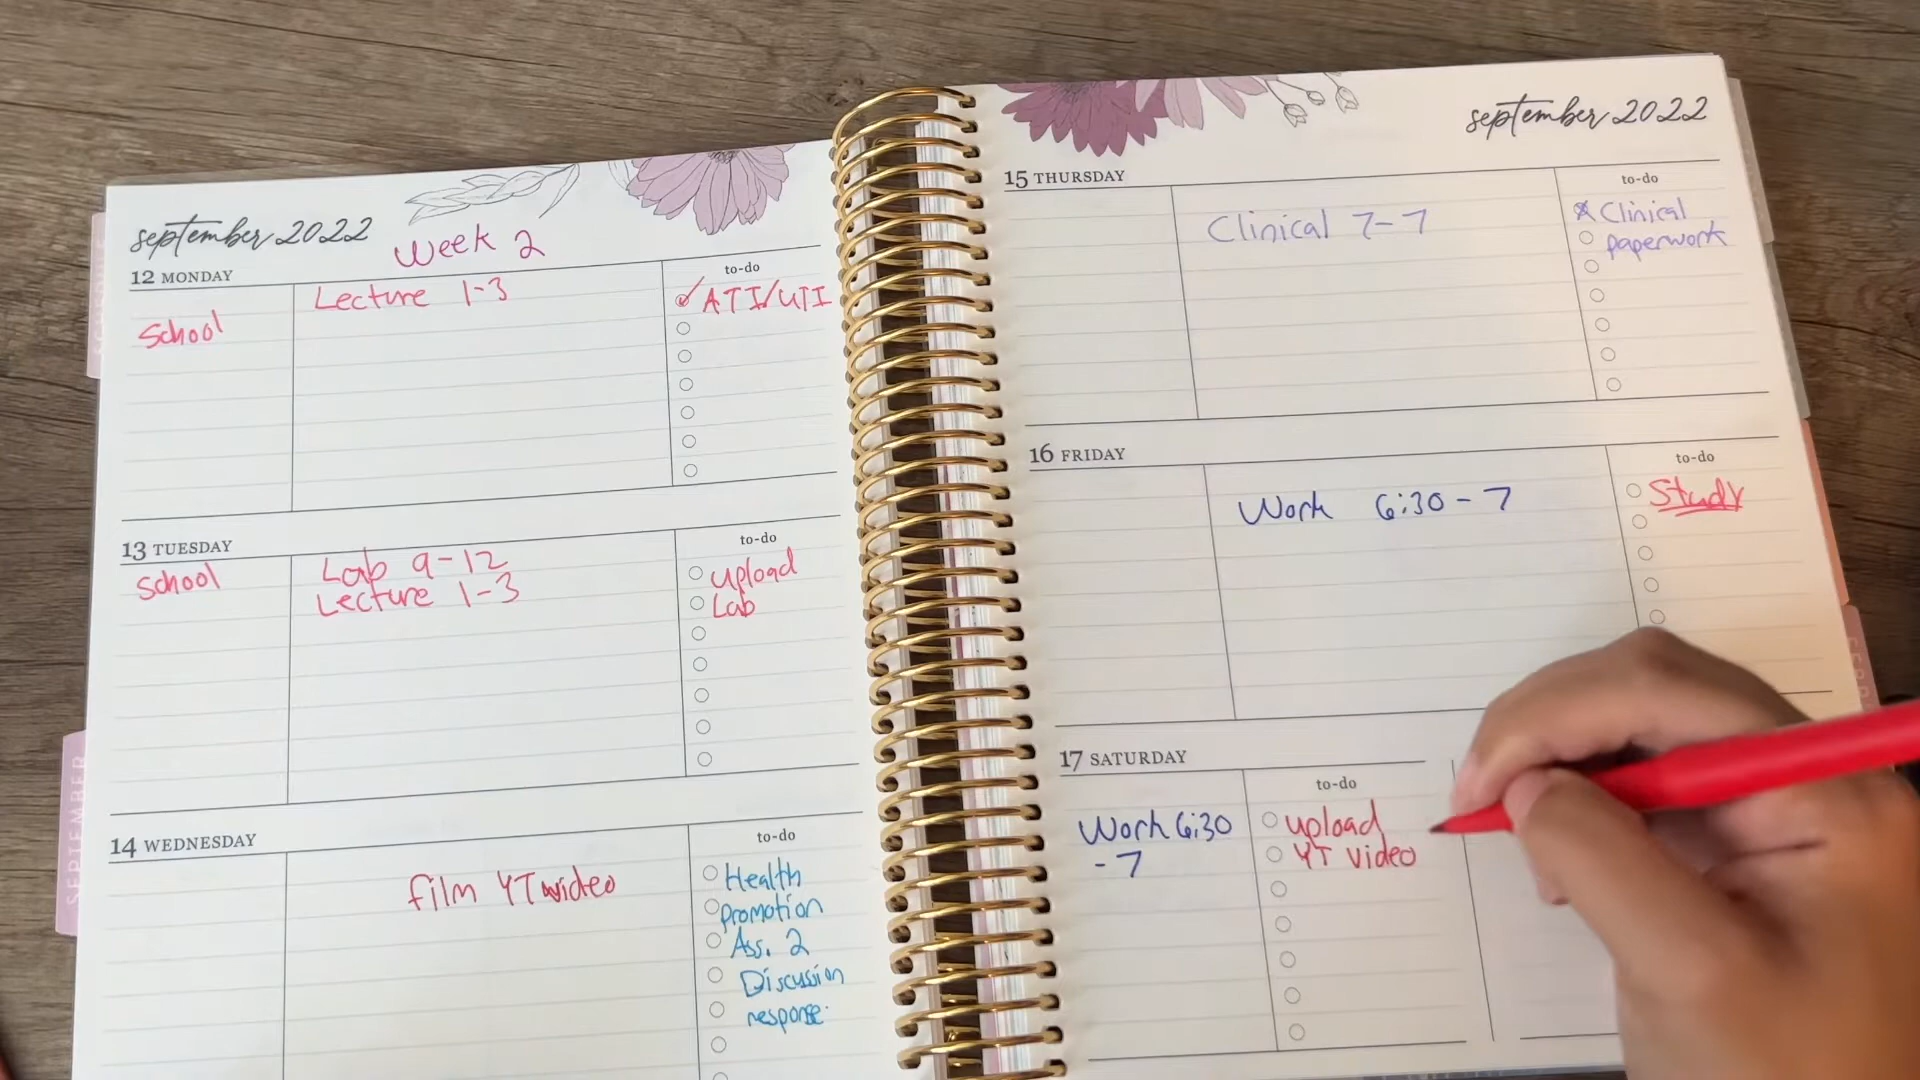 september 2022
Week 2
12 MONDAY
to-do
School
Lecture 1-3
ATI/UTI
13 TUESDAY
to-do
School
Lab 9-12
Lecture 1-3
upload
Lab
14 WEDNESDAY
to-do
film YT video
Health
promotion
Ass. 2
Discussion
response
SEPTEMBER
september 2022
15 THURSDAY
to-do
Clinical 7-7
Clinical
paperwork
16 FRIDAY
to-do
Work 6:30-7
Study
17 SATURDAY
to-do
Work 6:30
-7
upload
YT video